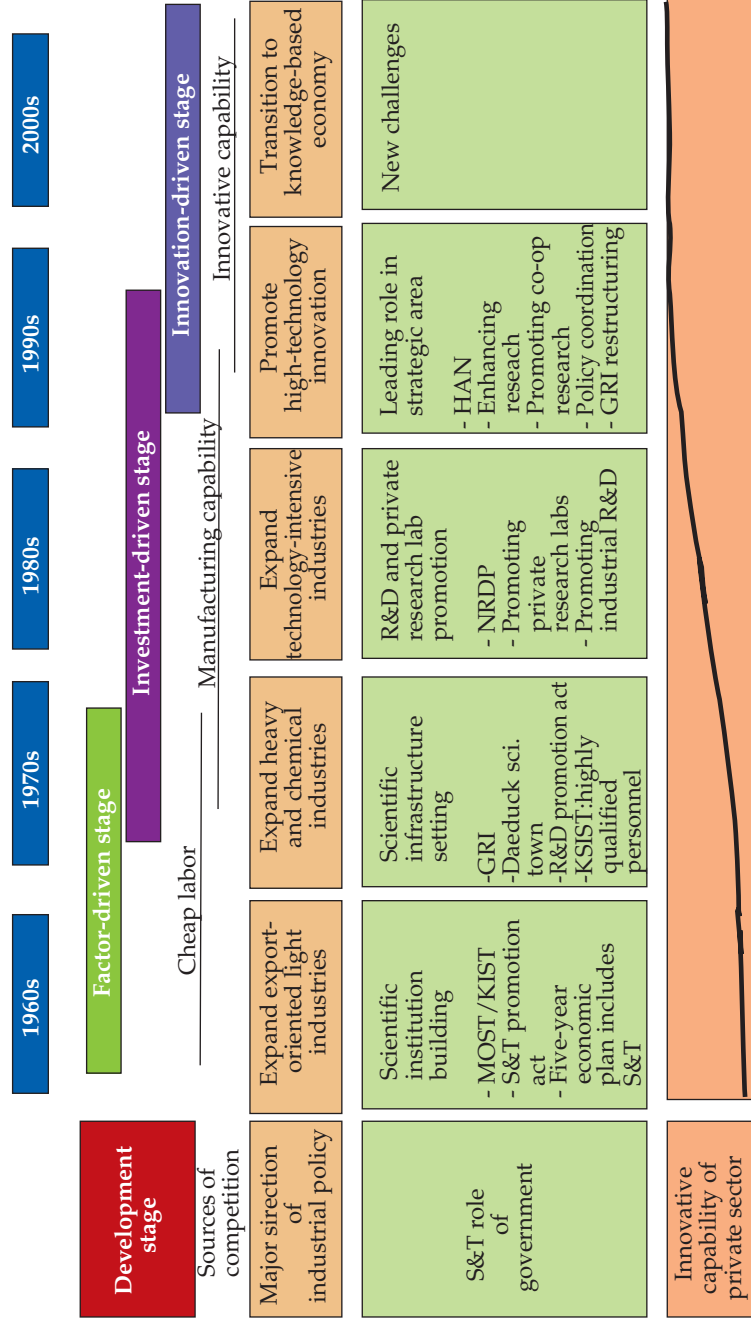 1960s
1970s
1980s
1990s
2000s
Development
stage
Factor-driven stage
Investment-driven stage
Innovation-driven stage
Sources of
competition
Cheap labor
Manufacturing capability
Innovative capability
Major sirection
of
industrial policy
Expand export-
oriented light
industries
Expand heavy
and chemical
industries
Expand
technology-intensive
industries
Promote
high-technology
innovation
Transition to
knowledge-based
economy
S&T role
of
government
Scientific
institution
building
- MOST/KIST
- S&T promotion
act
- Five-year
economic
plan includes
S&T
Scientific
infrastructure
setting
-GRI
-Daeduck sci.
town
-R&D promotion act
-KSIST:highly
qualified
personnel
R&D and private
research lab
promotion
- NRDP
- Promoting
private
research labs
- Promoting
industrial R&D
Leading role in
strategic area
- HAN
- Enhancing
reseach
- Promoting co-op
research
- Policy coordination
- GRI restructuring
New challenges
Innovative
capability of
private sector